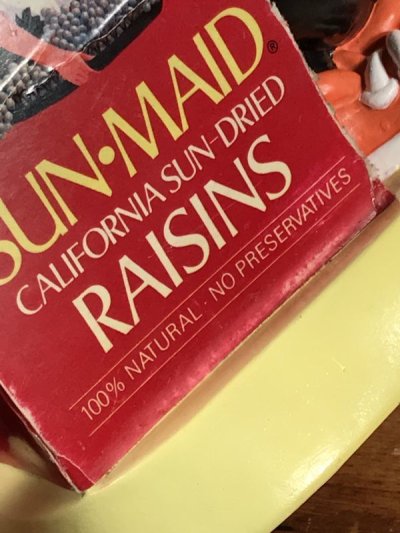 SUN•MAID®
CALIFORNIA SUN-DRIED
RAISINS
100% NATURAL · NO PRESERVATIVES